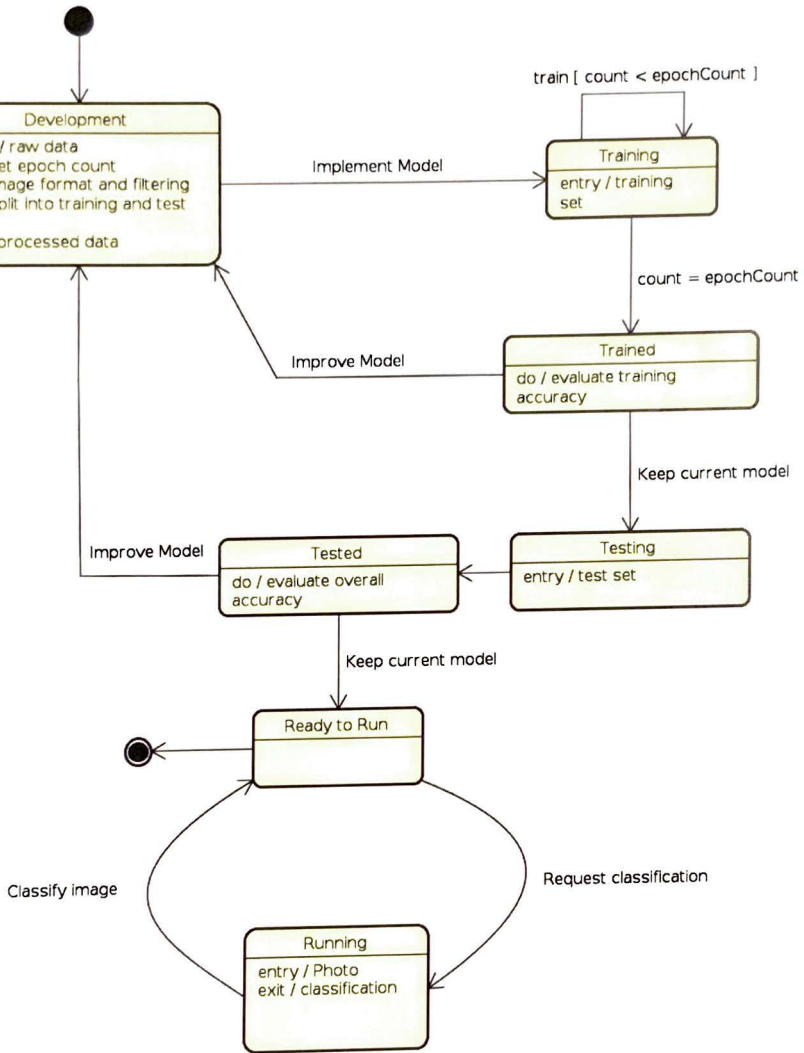 train [ count < epochCount ]
Development
/ raw data
epoch count
format and filtering
into training and test
processed data
Implement Model
Training
entry / training
set
count = epochCount
Trained
do / evaluate training
accuracy
Improve Model
Keep current model
Testing
entry / test set
Tested
do / evaluate overall
accuracy
Improve Model
Keep current model
Ready to Run
Classify image
Request classification
Running
entry / Photo
exit / classification